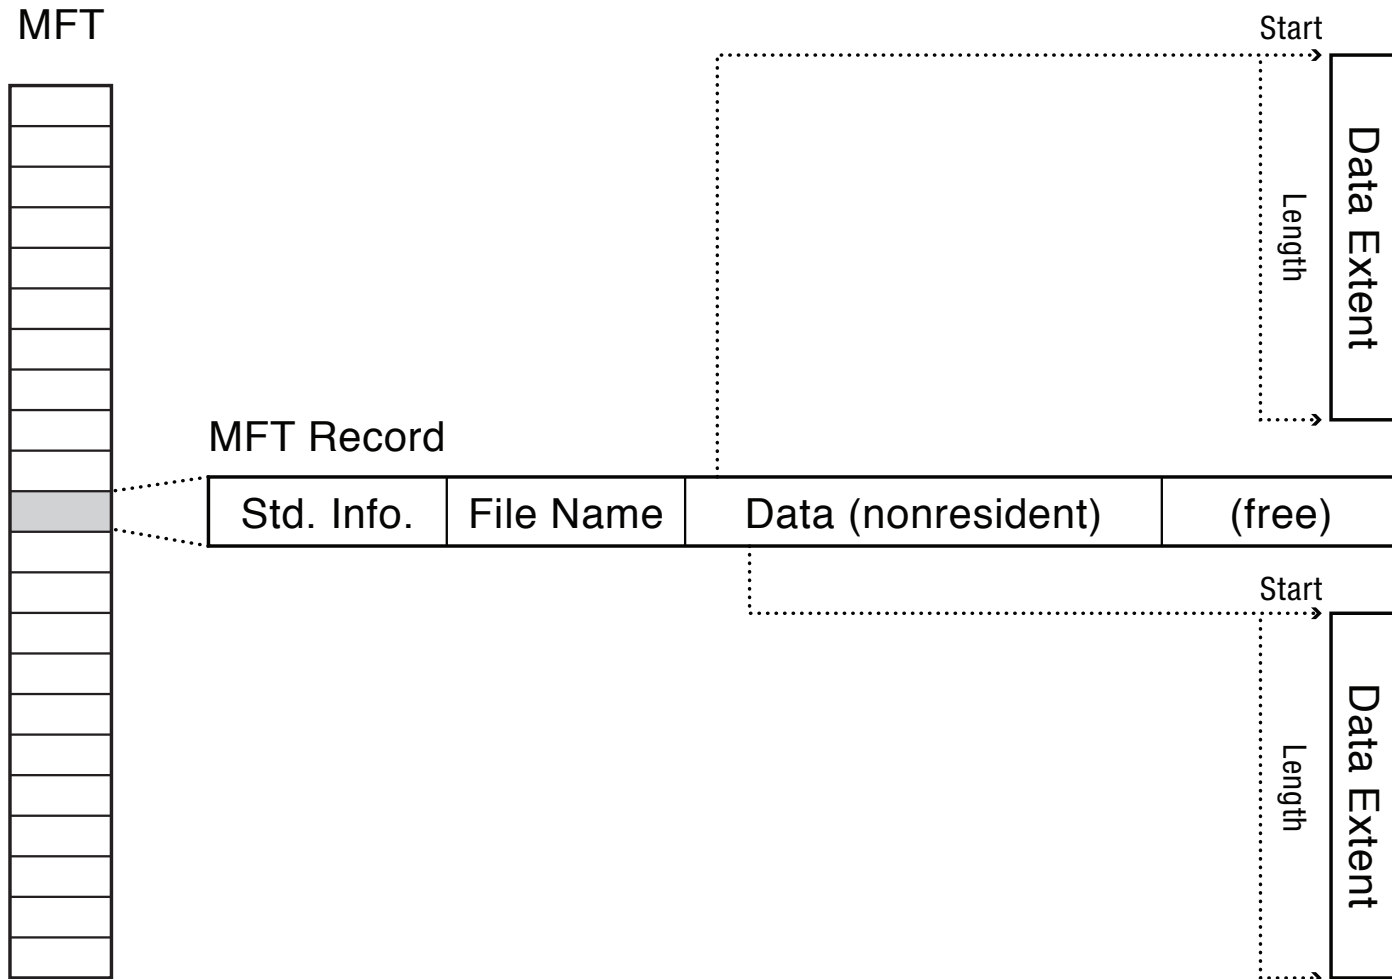 MFT
Start
Length
Data Extent
MFT Record
Std. Info.
File Name
Data (nonresident)
(free)
Start
Length
Data Extent